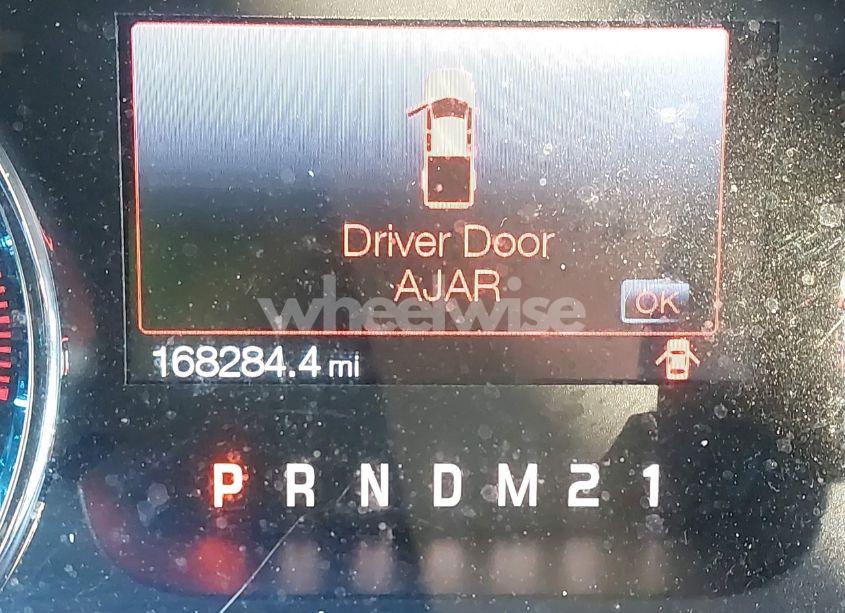 Driver Door
AJAR
OK
wheelwise
168284.4 mi
P R N D M 2 1